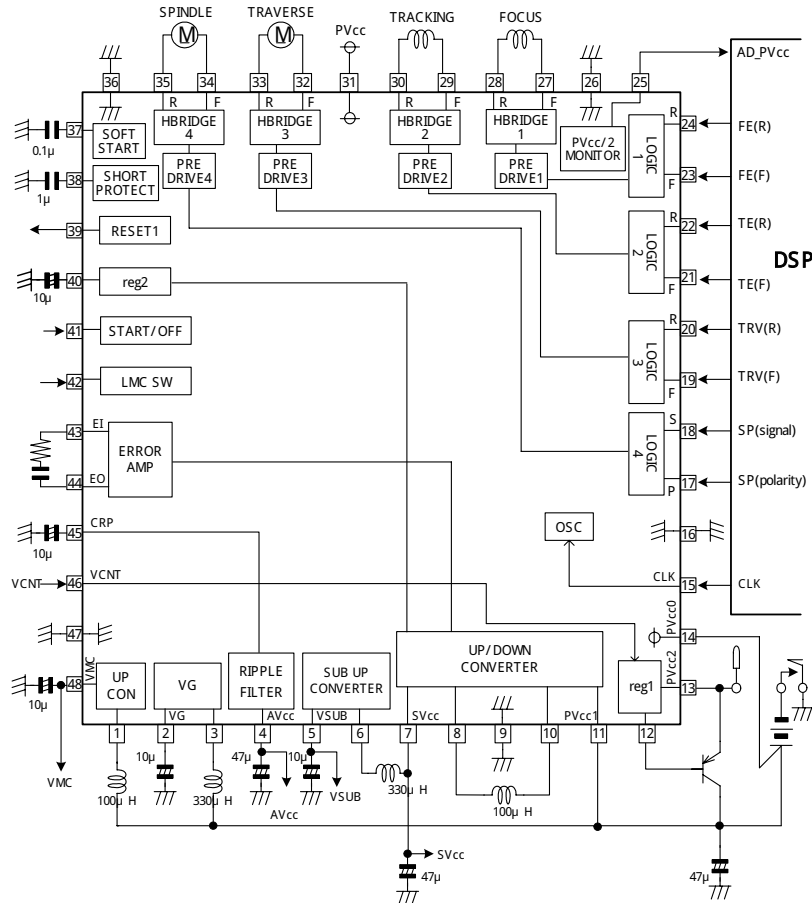 SPINDLE TRAVERSE TRACKING FOCUS
PVcc
M M
AD_PVcc
36 35 34 33 32 31 30 29 28 27 26 25
R F R F R F R F
HBRIDGE 4
HBRIDGE 3
HBRIDGE 2
HBRIDGE 1
PVcc/2 MONITOR
PRE DRIVE4
PRE DRIVE3
PRE DRIVE2
PRE DRIVE1
37 SOFT START
0.1μ
38 SHORT PROTECT
1μ
39 RESET1
40 reg2
10μ
41 START/OFF
42 LMC SW
43 EI
ERROR AMP
44 EO
45 CRP
10μ
VCNT 46 VCNT
47
48 VMC
10μ
R 24 FE(R)
LOGIC 1
F 23 FE(F)
R 22 TE(R)
LOGIC 2
F 21 TE(F)
DSP
R 20 TRV(R)
LOGIC 3
F 19 TRV(F)
S 18 SP(signal)
LOGIC 4
P 17 SP(polarity)
OSC
16
CLK 15 CLK
PVcc0 14
PVcc2 13
UP CON
VG
RIPPLE FILTER
SUB UP CONVERTER
UP/DOWN CONVERTER
reg1
VG AVcc VSUB SVcc PVcc1
1 2 3 4 5 6 7 8 9 10 11 12
VMC
100μ H
10μ
330μ H
47μ
AVcc
10μ
VSUB
330μ H
100μ H
SVcc
47μ
47μ